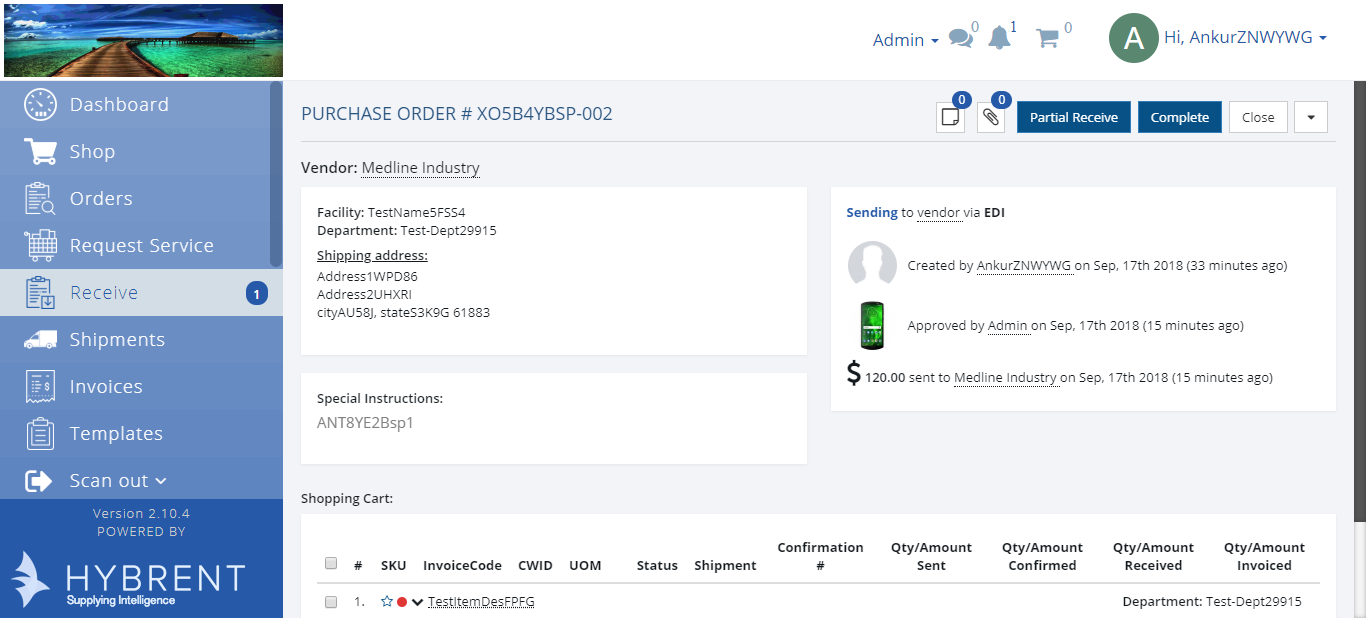 Admin 0 1 0 A Hi, AnkurZNWYWG
Dashboard
Shop
Orders
Request Service
Receive 1
Shipments
Invoices
Templates
Scan out
Version 2.10.4
POWERED BY
HYBRENT
Supplying Intelligence
PURCHASE ORDER # XO5B4YBSP-002
0 0 Partial Receive Complete Close
Vendor: Medline Industry
Facility: TestName5FSS4
Department: Test-Dept29915
Shipping address:
Address1WPD86
Address2UHXRI
cityAU58J, stateS3K9G 61883
Special Instructions:
ANT8YE2Bsp1
Sending to vendor via EDI
Created by AnkurZNWYWG on Sep, 17th 2018 (33 minutes ago)
Approved by Admin on Sep, 17th 2018 (15 minutes ago)
$ 120.00 sent to Medline Industry on Sep, 17th 2018 (15 minutes ago)
Shopping Cart:
# SKU InvoiceCode CWID UOM Status Shipment Confirmation # Qty/Amount Sent Qty/Amount Confirmed Qty/Amount Received Qty/Amount Invoiced
1. TestItemDesFPFG Department: Test-Dept29915